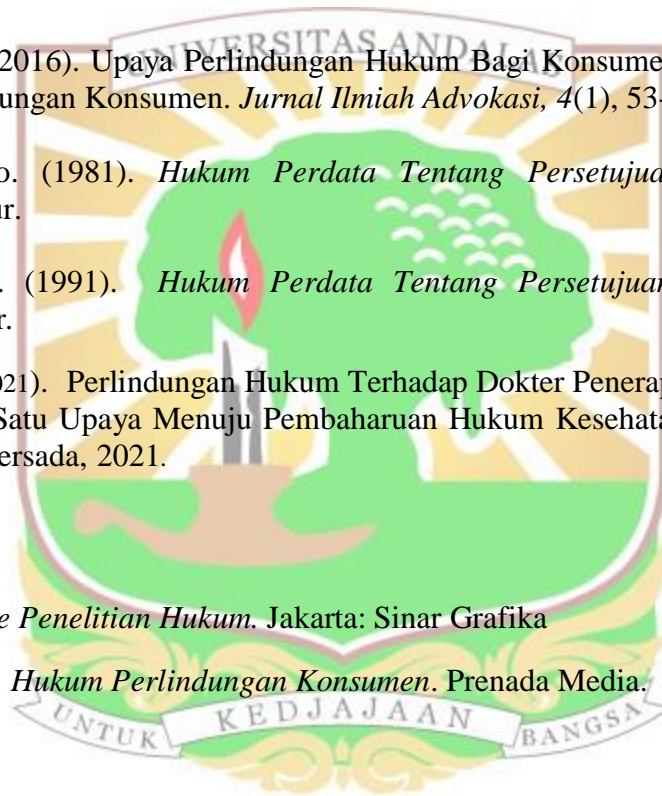 UNIVERSITAS ANDALAS
2016). Upaya Perlindungan Hukum Bagi Konsume
ungan Konsumen. Jurnal Ilmiah Advokasi, 4(1), 53-
o. (1981). Hukum Perdata Tentang Persetujua
ur.
. (1991). Hukum Perdata Tentang Persetujuan
r.
021). Perlindungan Hukum Terhadap Dokter Penerap
Satu Upaya Menuju Pembaharuan Hukum Kesehata
ersada, 2021.
e Penelitian Hukum. Jakarta: Sinar Grafika
Hukum Perlindungan Konsumen. Prenada Media.
UNTUK KEDJAJAAN BANGSA